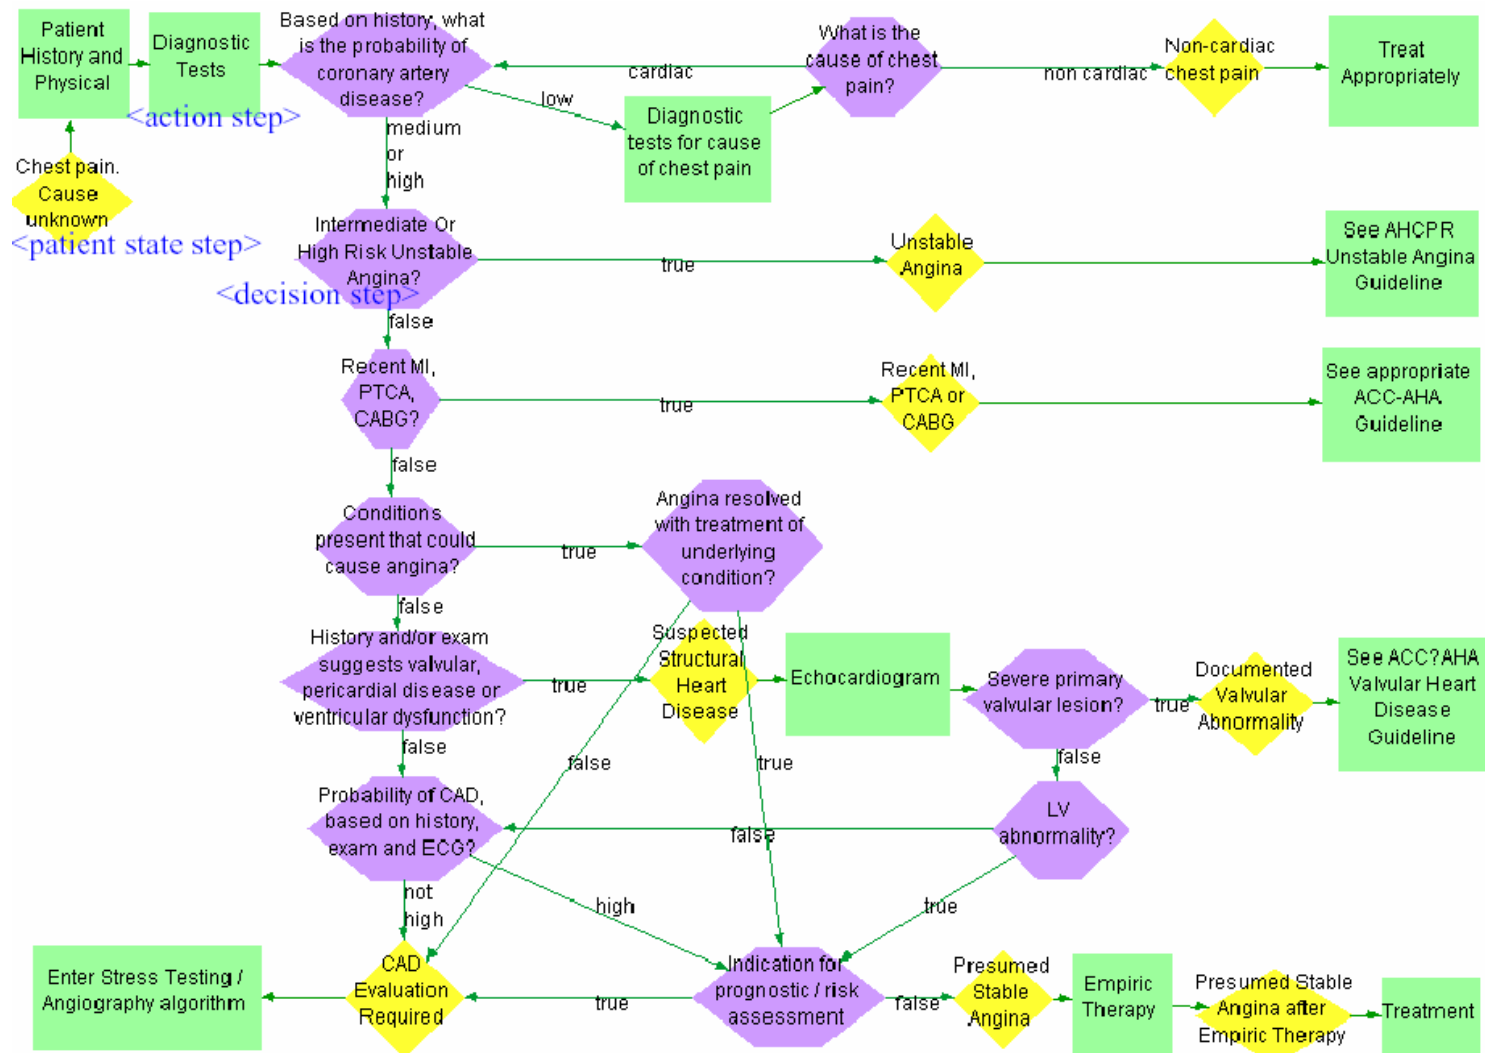 Patient
History and
Physical
Diagnostic
Tests
Based on history, what
is the probability of
coronary artery
disease?
What is the
cause of chest
pain?
Non-cardiac
chest pain
Treat
Appropriately
cardiac
non cardiac
low
<action step>
Diagnostic
tests for cause
of chest pain
medium
or
high
Chest pain.
Cause
unknown
<patient state step>
Intermediate Or
High Risk Unstable
Angina?
<decision step>
true
Unstable
Angina
See AHCPR
Unstable Angina
Guideline
false
Recent MI,
PTCA,
CABG?
true
Recent MI,
PTCA or
CABG
See appropriate
ACC-AHA
Guideline
false
Conditions
present that could
cause angina?
true
Angina resolved
with treatment of
underlying
condition?
false
History and/or exam
suggests valvular,
pericardial disease or
ventricular dysfunction?
true
Suspected
Structural
Heart
Disease
Echocardiogram
Severe primary
valvular lesion?
true
Documented
Valvular
Abnormality
See ACC?AHA
Valvular Heart
Disease
Guideline
false
false
true
false
Probability of CAD,
based on history,
exam and ECG?
false
LV
abnormality?
not
high
high
true
Enter Stress Testing /
Angiography algorithm
CAD
Evaluation
Required
true
Indication for
prognostic / risk
assessment
false
Presumed
Stable
Angina
Empiric
Therapy
Presumed Stable
Angina after
Empiric Therapy
Treatment